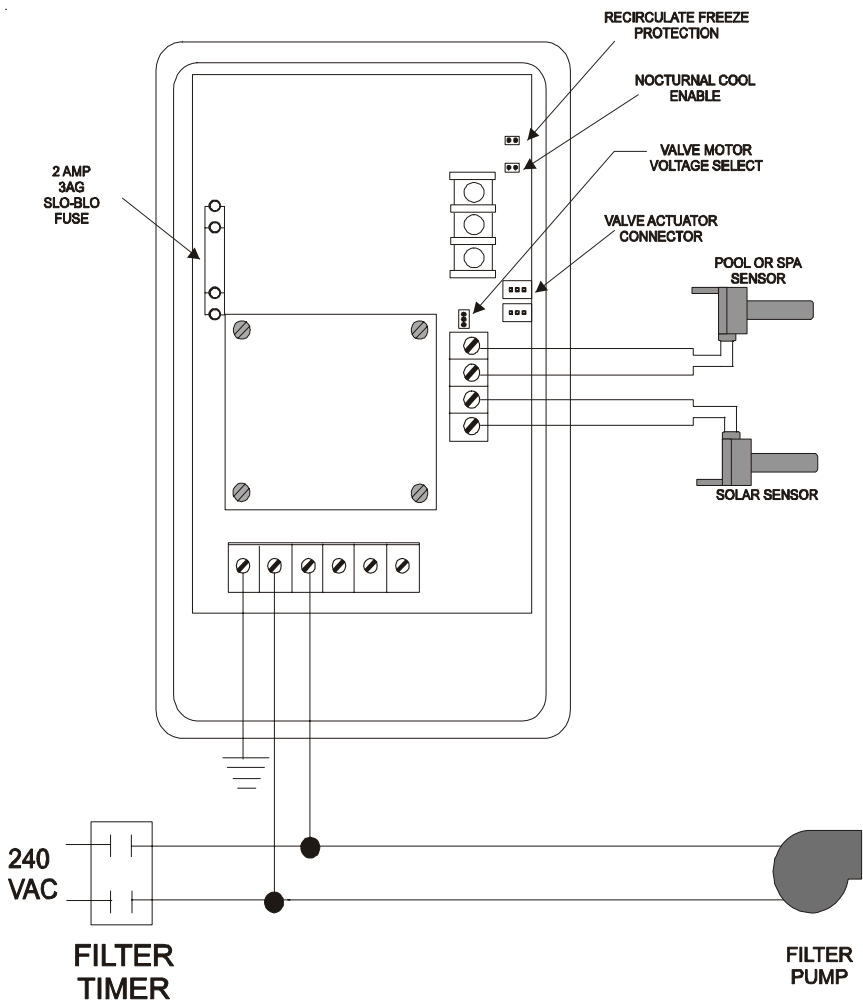 RECIRCULATE FREEZE
PROTECTION
NOCTURNAL COOL
ENABLE
VALVE MOTOR
VOLTAGE SELECT
2 AMP
3AG
SLO-BLO
FUSE
VALVE ACTUATOR
CONNECTOR
POOL OR SPA
SENSOR
SOLAR SENSOR
240
VAC
FILTER
TIMER
FILTER
PUMP